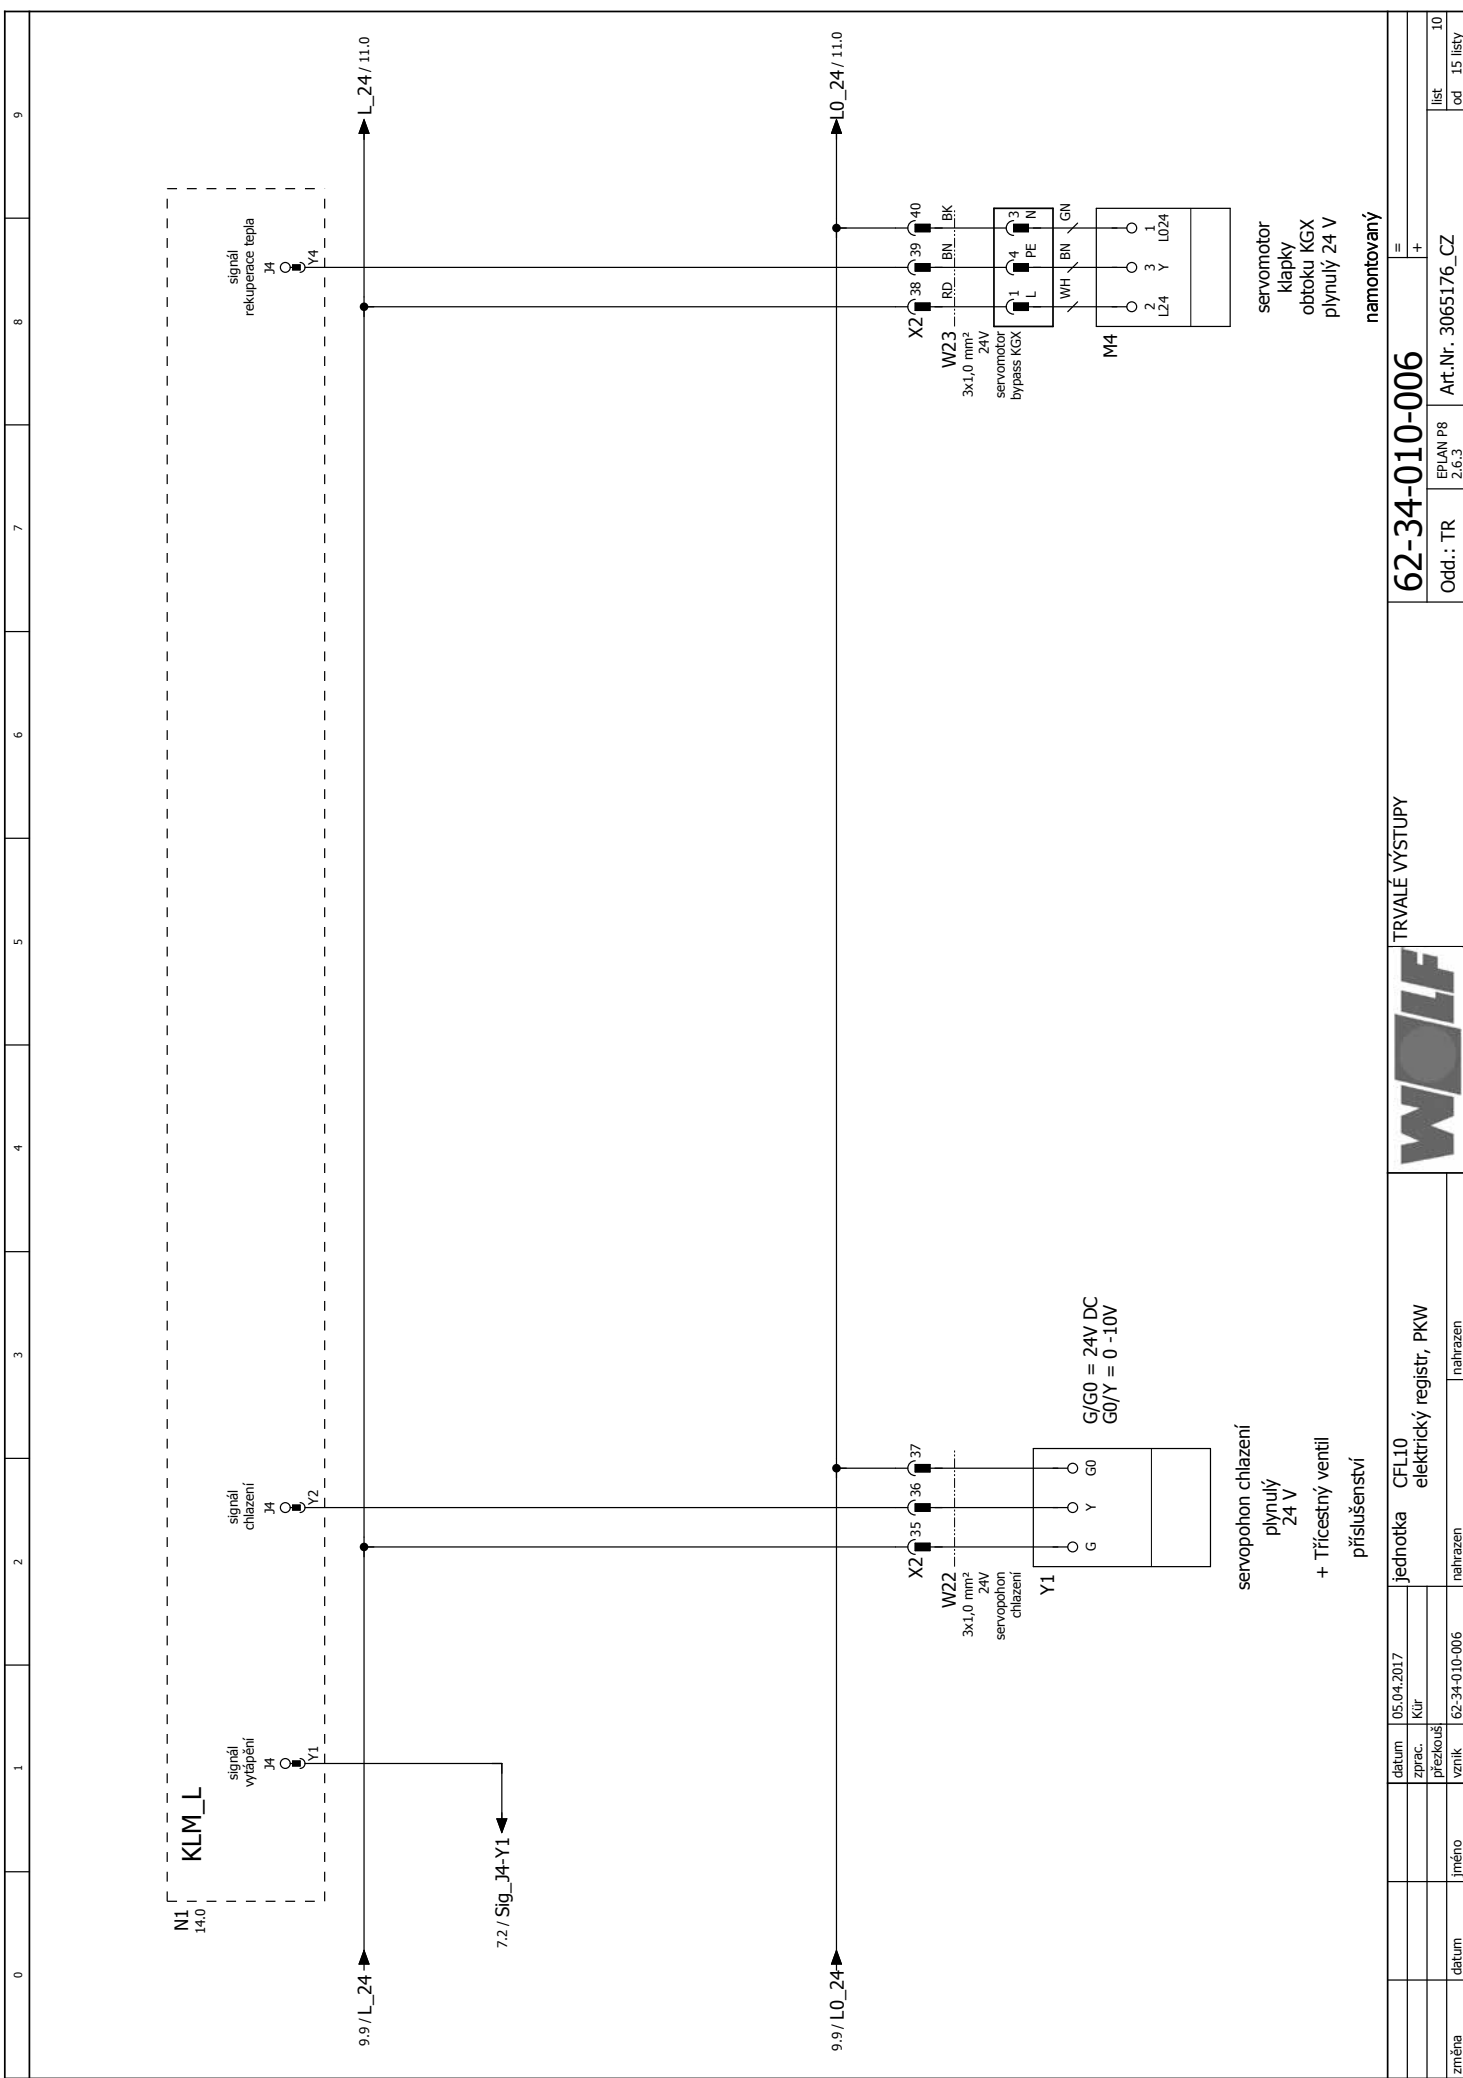 0 1 2 3 4 5 6 7 8 9
N1
14.0
KLM_L
signál
vytápění
J4
Y1
signál
chlazení
J4
Y2
signál
rekuperace tepla
J4
Y4
9.9 / L_24
L_24 / 11.0
7.2 / Sig_J4-Y1
9.9 / L0_24
L0_24 / 11.0
X2 35 36 37
W22
3x1,0 mm²
24V
servopohon
chlazení
Y1
G Y G0
G/G0 = 24V DC
G0/Y = 0 -10V
servopohon chlazení
plynulý
24 V
+ Třícestný ventil
příslušenství
X2 38 39 40
RD BN BK
W23
3x1,0 mm²
24V
servomotor
bypass KGX
1 4 3
L PE N
WH BN GN
M4
2 3 1
L24 Y L024
servomotor
klapky
obtoku KGX
plynulý 24 V
namontovaný
změna datum jméno
datum 05.04.2017
zprac. Kür
přezkouš.
vznik 62-34-010-006
jednotka CFL10
elektrický registr, PKW
nahrazen nahrazen
WOLF
TRVALÉ VÝSTUPY
62-34-010-006
=
+
Odd.: TR
EPLAN P8
2.6.3
Art.Nr. 3065176_CZ
list 10
od 15 listy